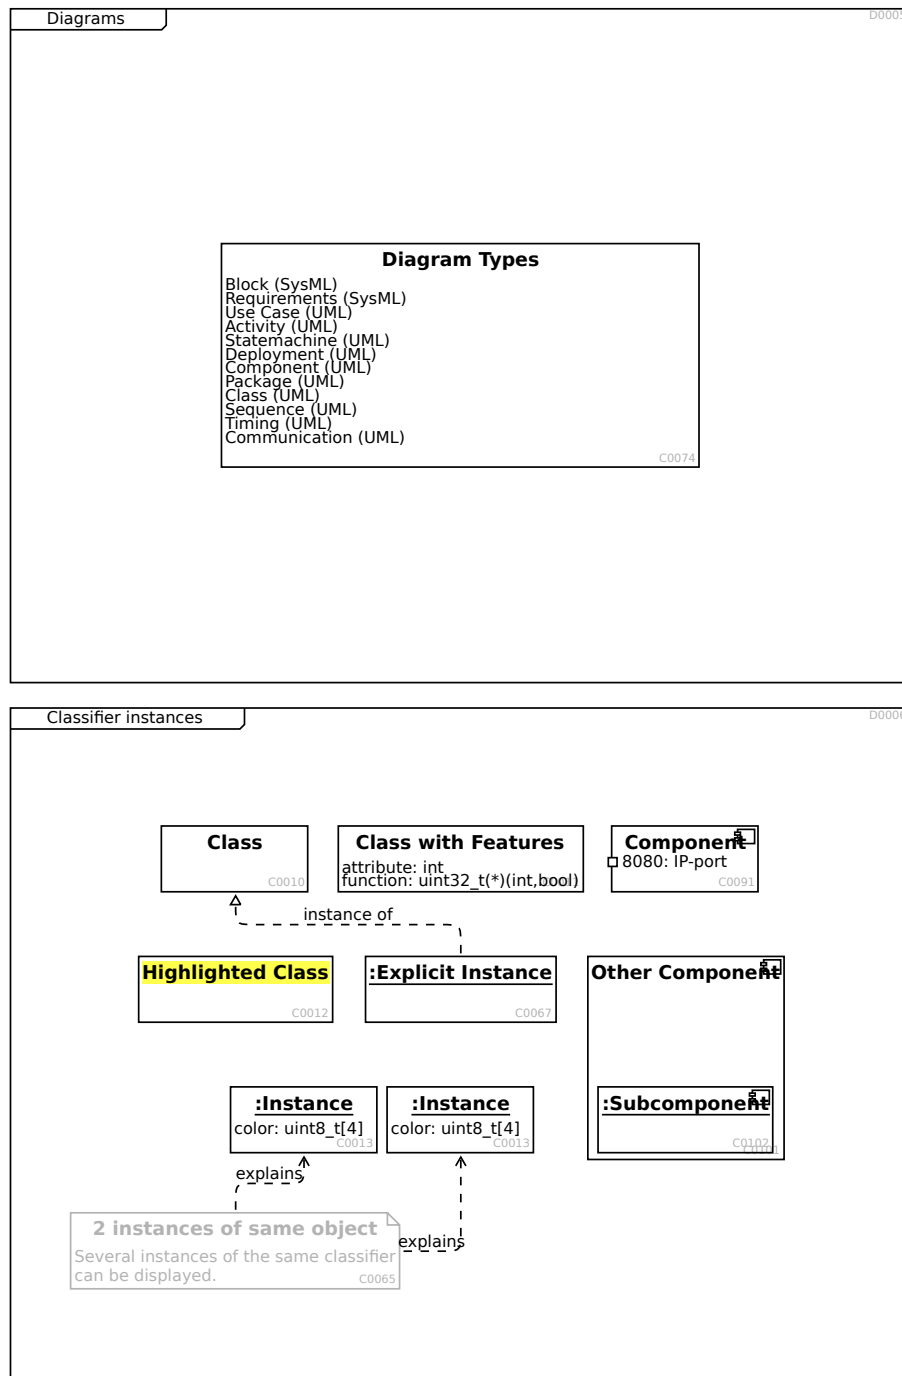 Diagrams
Diagram Types
Block (SysML)
Requirements (SysML)
Use Case (UML)
Activity (UML)
Statemachine (UML)
Deployment (UML)
Component (UML)
Package (UML)
Class (UML)
Sequence (UML)
Timing (UML)
Communication (UML)
C0074
Classifier instances
Class
C0010
Class with Features
attribute: int
function: uint32_t(*)(int,bool)
Component
8080: IP-port
C0091
instance of
Highlighted Class
C0012
:Explicit Instance
C0067
Other Component
:Instance
color: uint8_t[4]
C0013
:Instance
color: uint8_t[4]
C0013
:Subcomponent
C0102
C0101
explains
2 instances of same object
Several instances of the same classifier
can be displayed.
C0065
explains